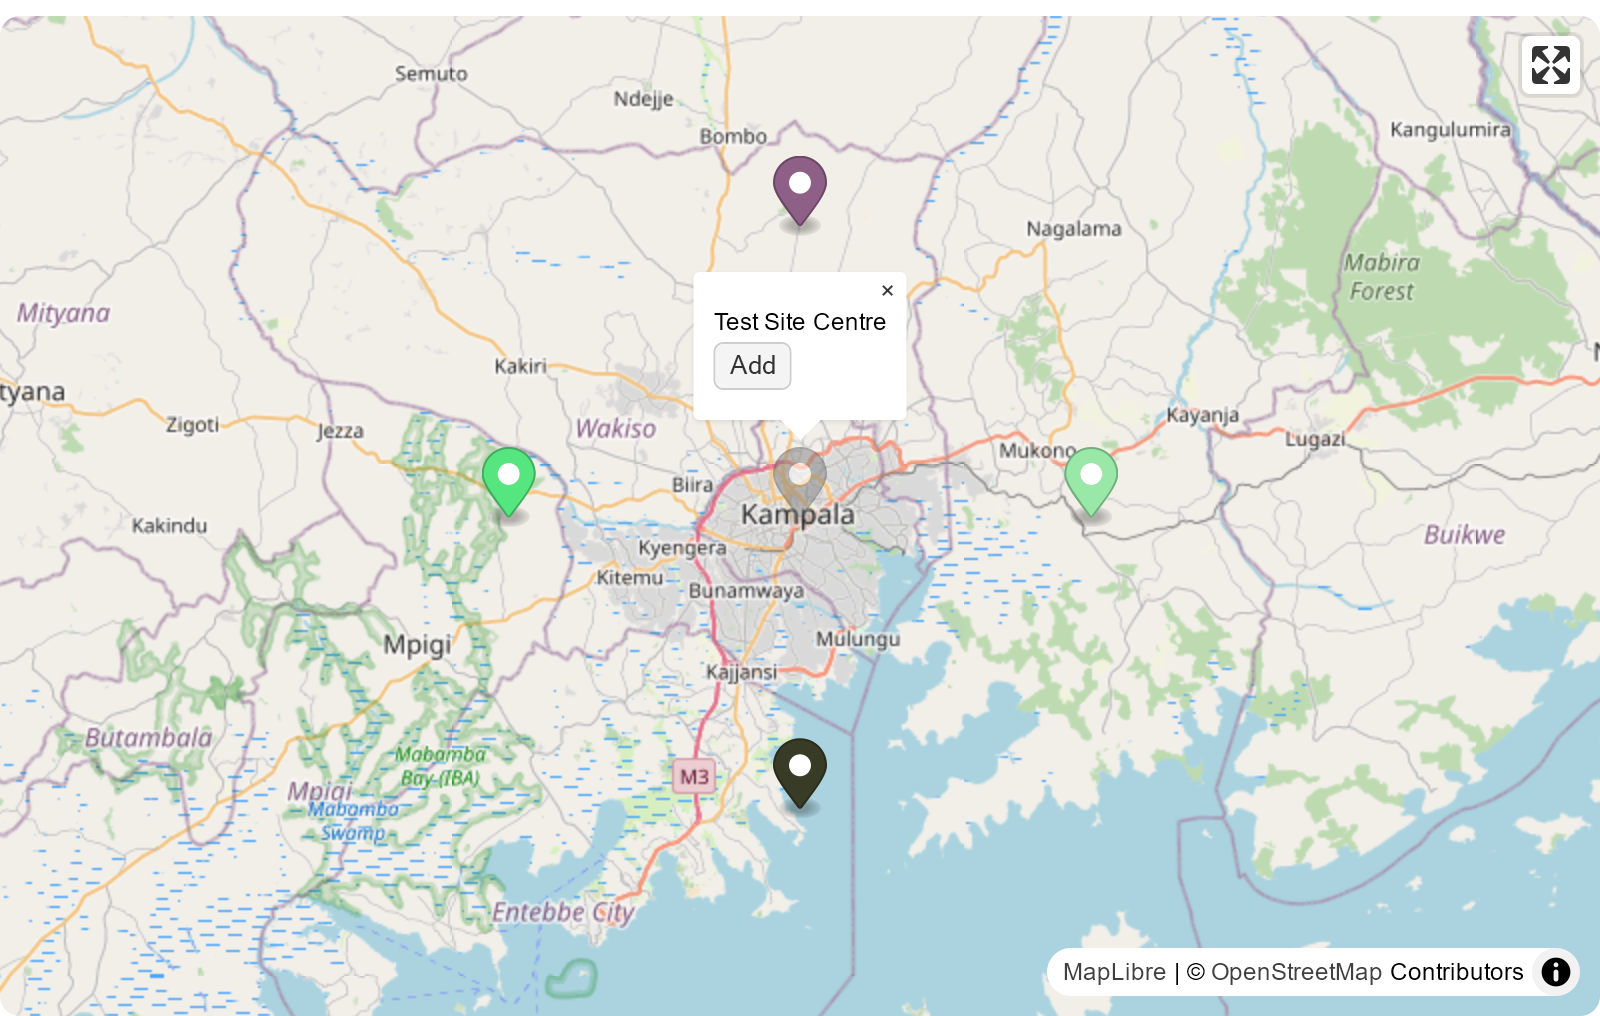 Semuto
Ndejje
Bombo
Kangulumira
Nagalama
Mabira
Forest
Mityana
×
Test Site Centre
Add
Kakiri
tyana
Zigoti
Jezza
Wakiso
Kayanja
Lugazi
Mukono
Biira
Kampala
Kakindu
Buikwe
Kyengera
Kitemu
Bunamwaya
Mpigi
Mulungu
Kajjansi
Butambala
Mabamba
Bay (IBA)
M3
Mpigi
Mabamba
Swamp
Entebbe City
MapLibre | © OpenStreetMap Contributors